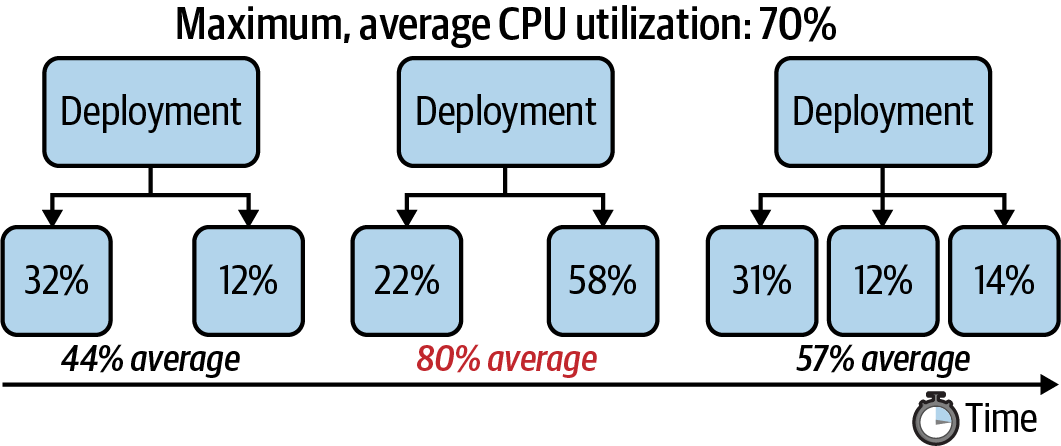 Maximum, average CPU utilization: 70%
Deployment
Deployment
Deployment
32%
12%
22%
58%
31%
12%
14%
44% average
80% average
57% average
Time